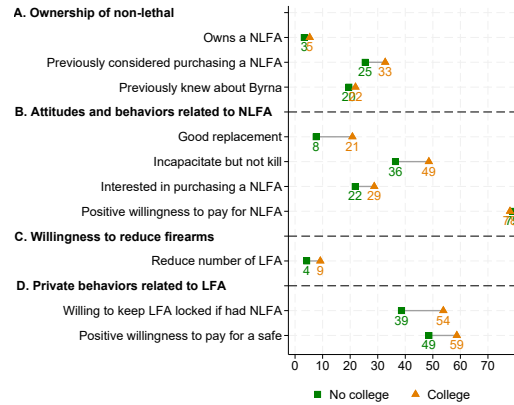 A. Ownership of non-lethal
Owns a NLFA
3 5
Previously considered purchasing a NLFA
25 33
Previously knew about Byrna
20 22
B. Attitudes and behaviors related to NLFA
Good replacement
8 21
Incapacitate but not kill
36 49
Interested in purchasing a NLFA
22 29
Positive willingness to pay for NLFA
C. Willingness to reduce firearms
Reduce number of LFA
4 9
D. Private behaviors related to LFA
Willing to keep LFA locked if had NLFA
39 54
Positive willingness to pay for a safe
49 59
0 10 20 30 40 50 60 70
No college College